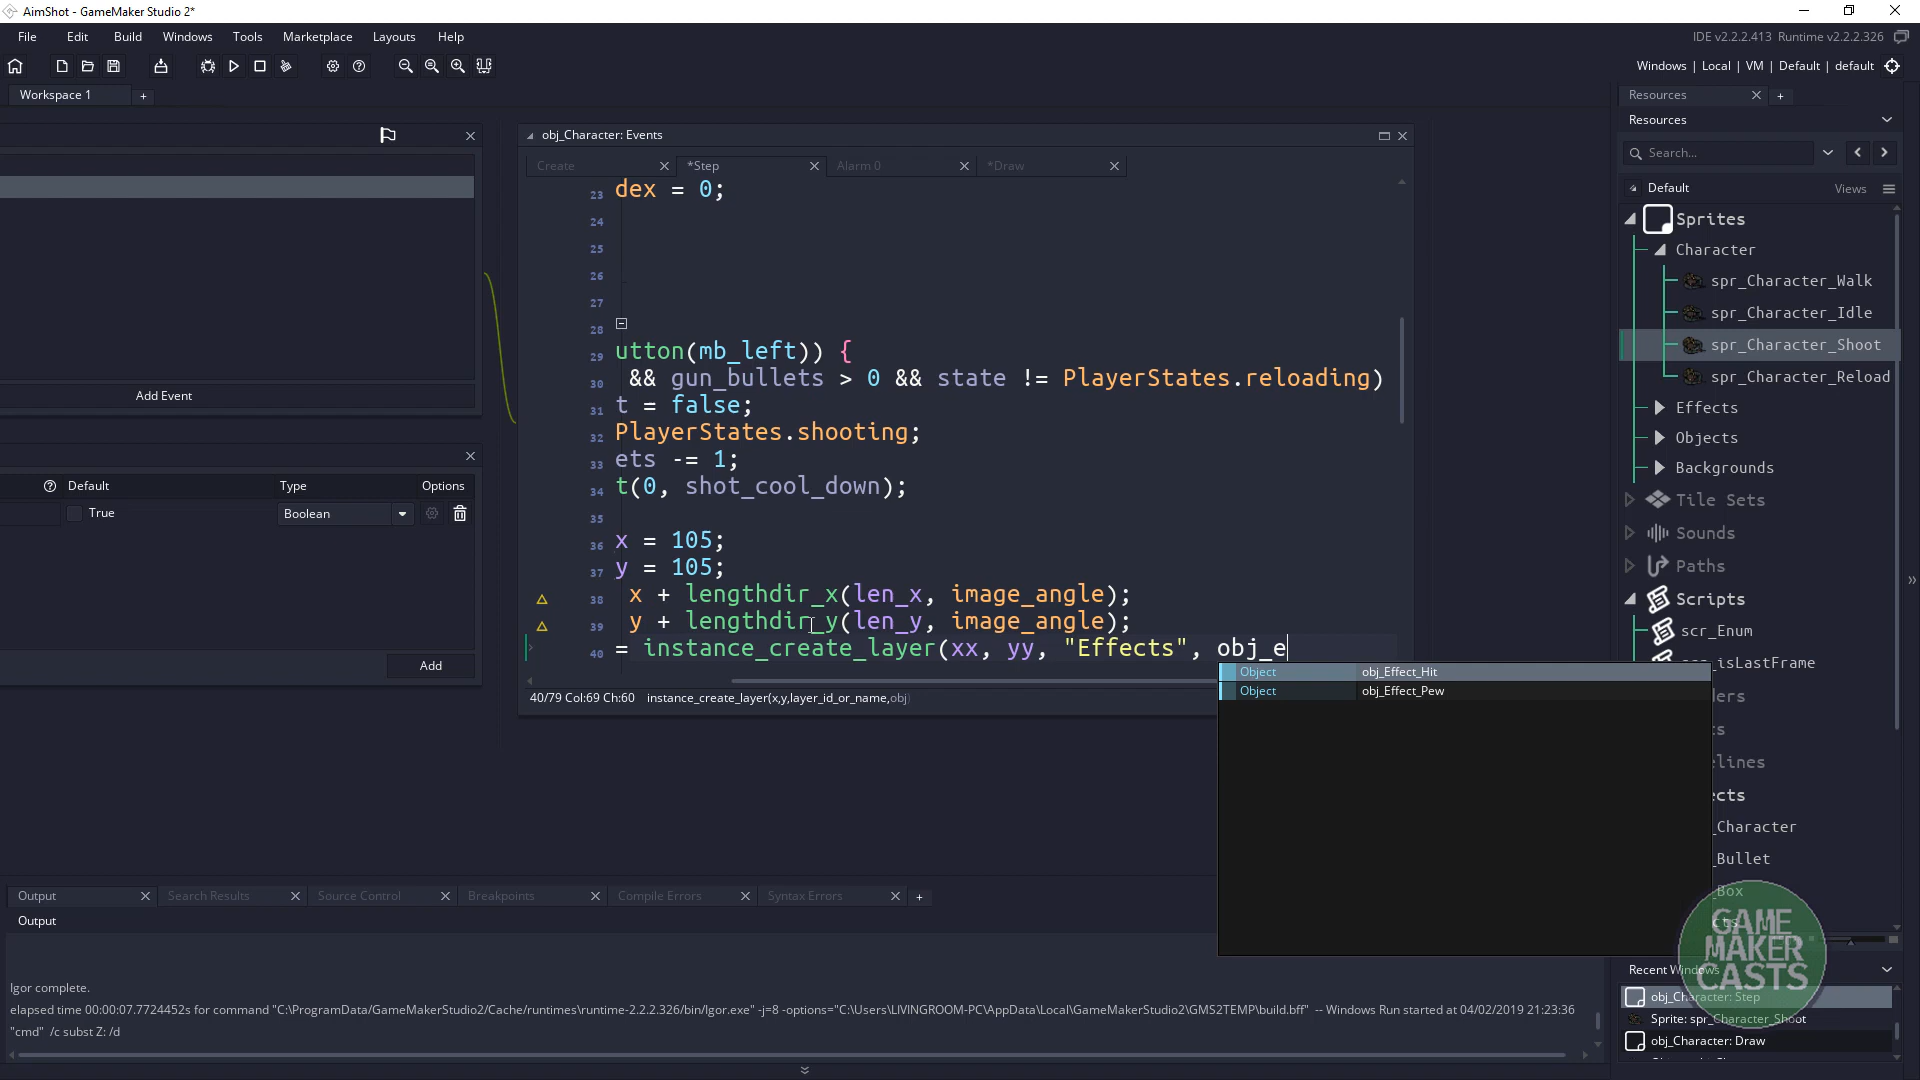 AimShot - GameMaker Studio 2*
File Edit Build Windows Tools Marketplace Layouts Help
IDE v2.2.2.413 Runtime v2.2.2.326
Windows | Local | VM | Default | default
Workspace 1
Resources
Resources
Search...
Default Views
Sprites
Character
spr_Character_Walk
spr_Character_Idle
spr_Character_Shoot
spr_Character_Reload
Effects
Objects
Backgrounds
Tile Sets
Sounds
Paths
Scripts
scr_Enum
scr_isLastFrame
ers
ts
elines
ects
_Character
_Bullet
_Box
cts
Add Event
Default Type Options
True Boolean
Add
obj_Character: Events
Create *Step Alarm 0 *Draw
23 dex = 0;
24
25
26
27
28
29 utton(mb_left)) {
30 && gun_bullets > 0 && state != PlayerStates.reloading)
31 t = false;
32 PlayerStates.shooting;
33 ets -= 1;
34 t(0, shot_cool_down);
35
36 x = 105;
37 y = 105;
38 x + lengthdir_x(len_x, image_angle);
39 y + lengthdir_y(len_y, image_angle);
40 = instance_create_layer(xx, yy, "Effects", obj_e
Object obj_Effect_Hit
Object obj_Effect_Pew
40/79 Col:69 Ch:60 instance_create_layer(x,y,layer_id_or_name,obj)
Output Search Results Source Control Breakpoints Compile Errors Syntax Errors
Output
Igor complete.
elapsed time 00:00:07.7724452s for command "C:\ProgramData/GameMakerStudio2/Cache/runtimes\runtime-2.2.2.326/bin/Igor.exe" -j=8 -options="C:\Users\LIVINGROOM-PC\AppData\Local\GameMakerStudio2\GMS2TEMP\build.bff" -- Windows Run started at 04/02/2019 21:23:36
"cmd" /c subst Z: /d
Recent Windows
obj_Character: Step
Sprite: spr_Character_Shoot
obj_Character: Draw
GAME
MAKER
CASTS